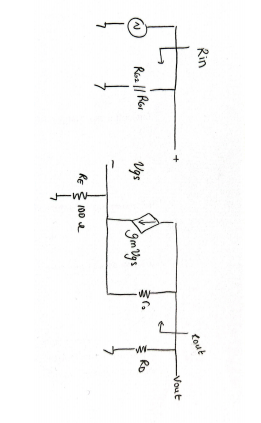 Rin
RG2//RG1
+
Vgs
-
RE
100 Ω
gmVgs
ro
Rout
RD
Vout